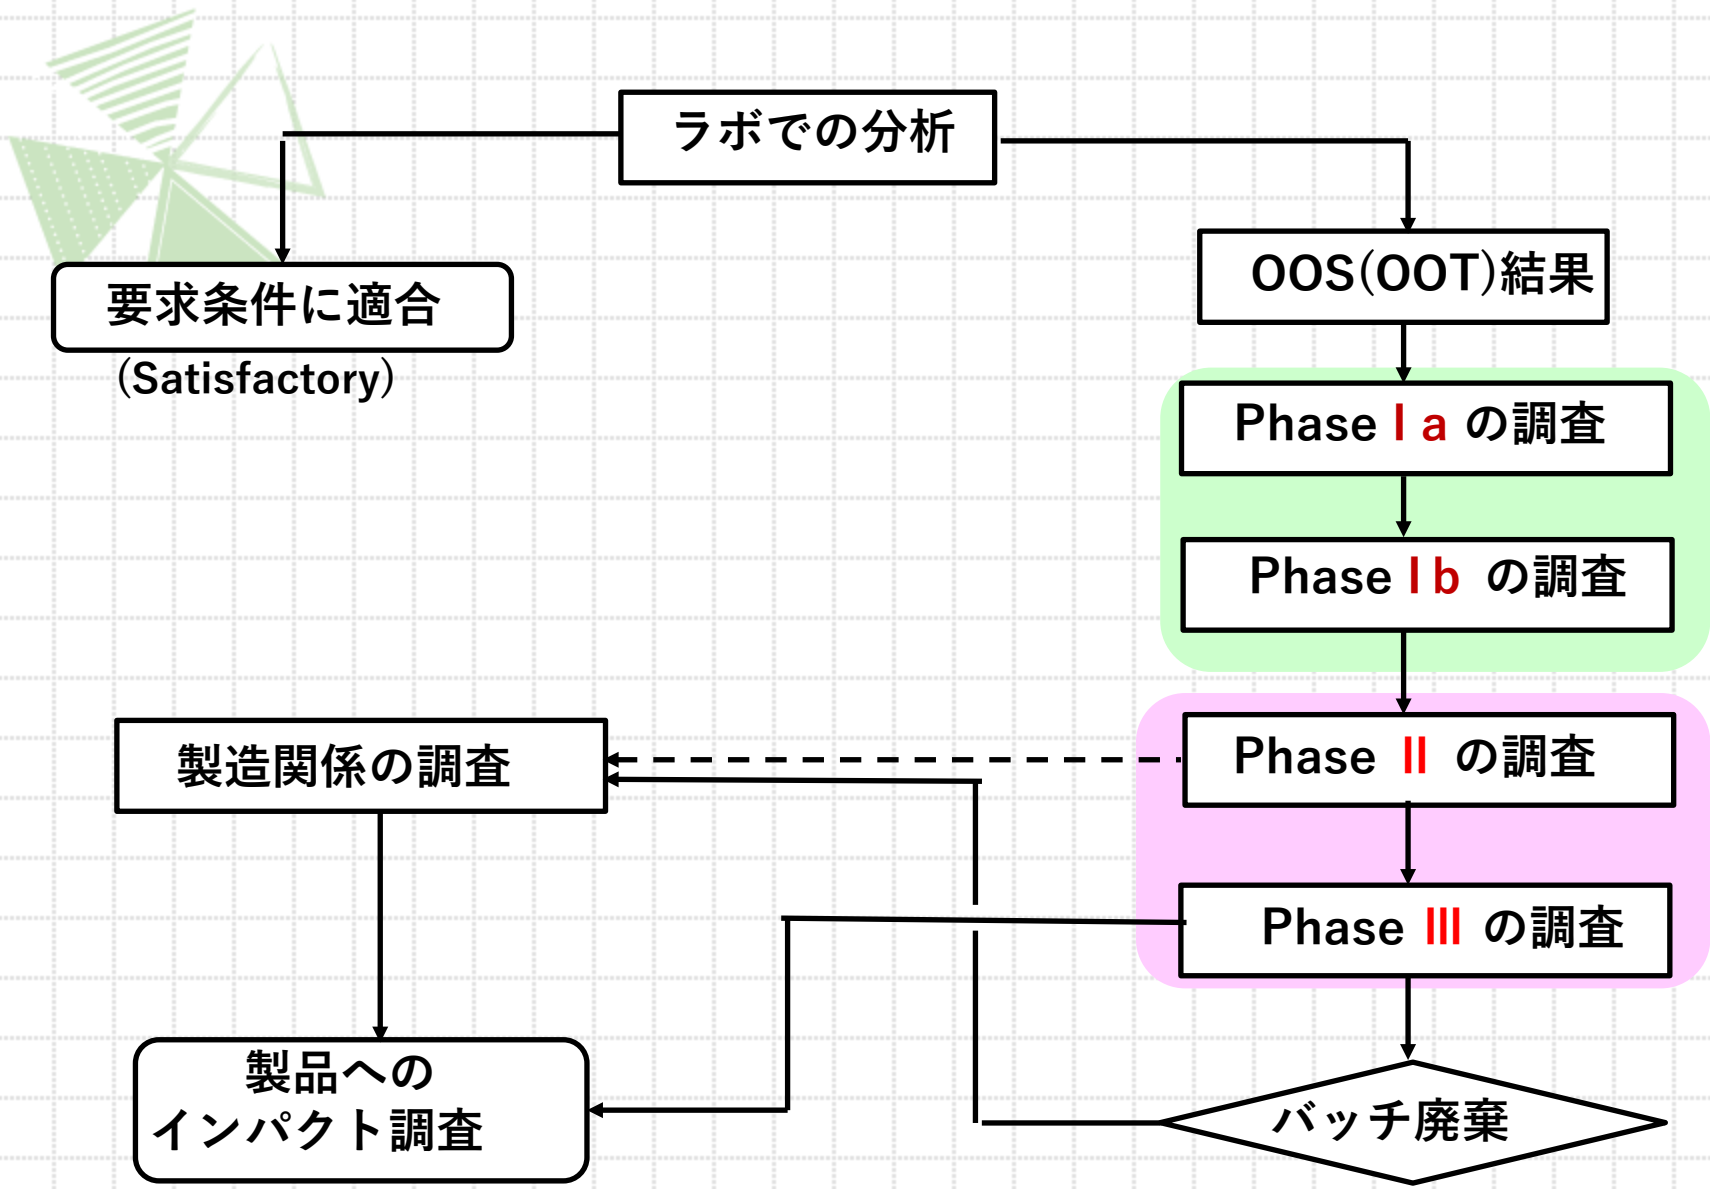 ラボでの分析
OOS(OOT)結果
要求条件に適合
(Satisfactory)
Phase Ⅰa の調査
Phase Ⅰb の調査
Phase Ⅱ の調査
製造関係の調査
Phase Ⅲ の調査
製品への
インパクト調査
バッチ廃棄